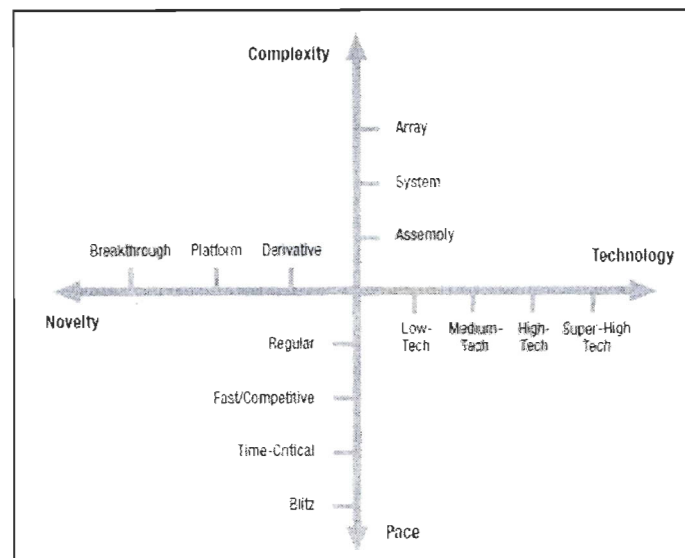 Complexity
Array
System
Assemoly
Breakthrough Platform Derivative
Technology
Novelty
Low-
Tech
Medium-
Tech
High-
Tech
Super-High
Tech
Regular
Fast/Competitive
Time-Critical
Blitz
Pace